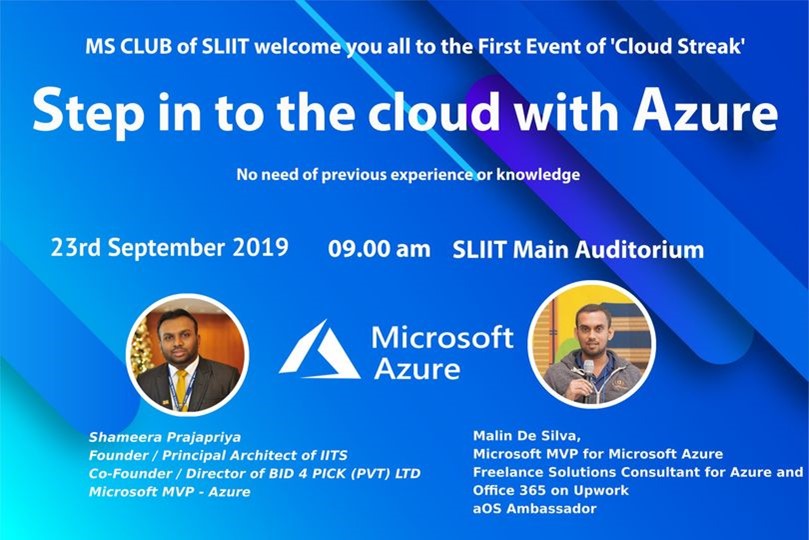 MS CLUB of SLIIT welcome you all to the First Event of 'Cloud Streak'
Step in to the cloud with Azure
No need of previous experience or knowledge
23rd September 2019 09.00 am SLIIT Main Auditorium
Microsoft
Azure
Shameera Prajapriya
Founder / Principal Architect of IITS
Co-Founder / Director of BID 4 PICK (PVT) LTD
Microsoft MVP - Azure
Malin De Silva,
Microsoft MVP for Microsoft Azure
Freelance Solutions Consultant for Azure and
Office 365 on Upwork
aOS Ambassador